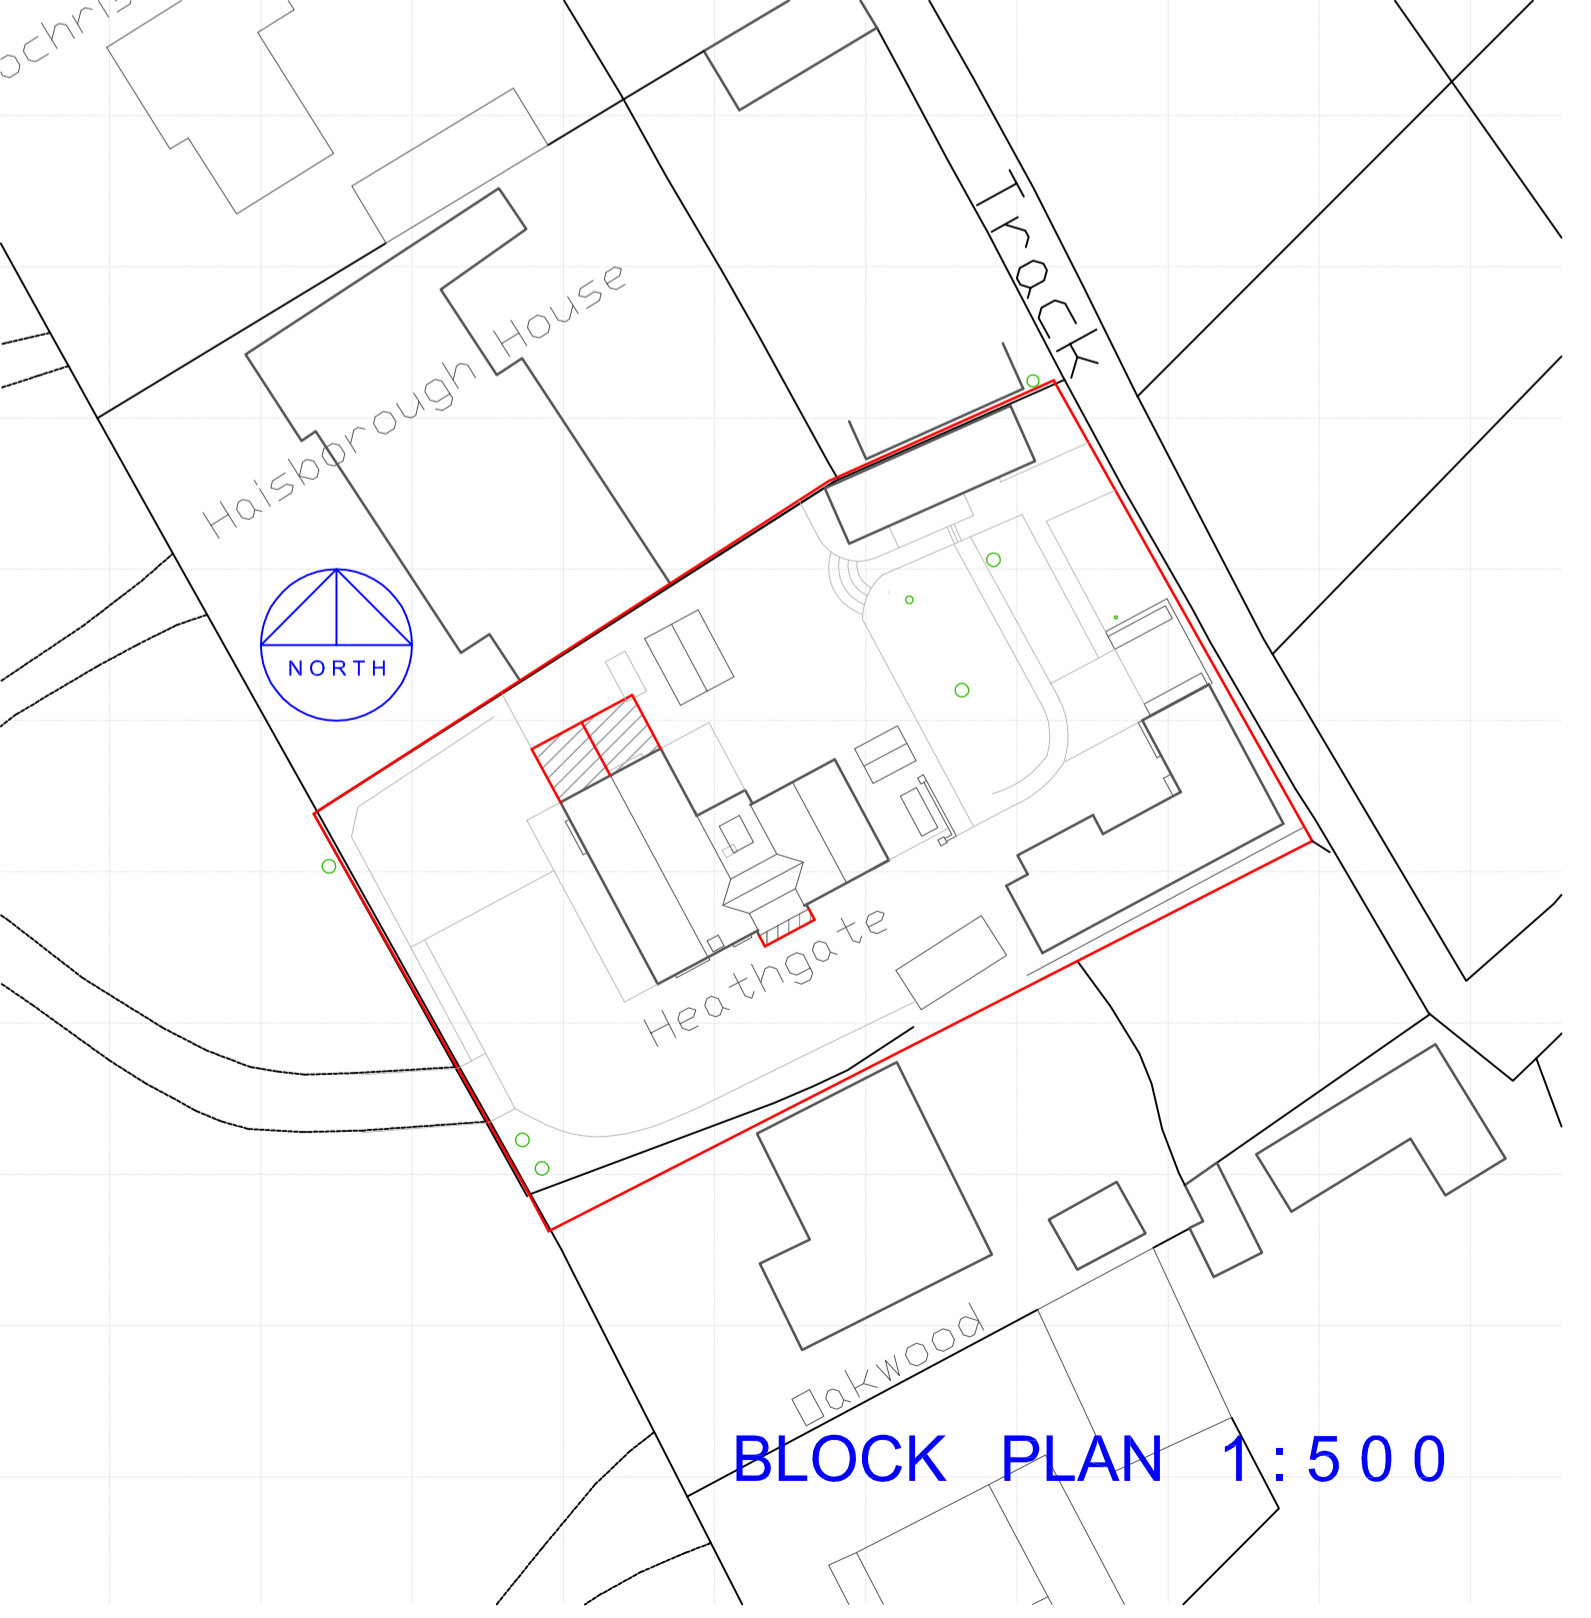 Track
Haisborough House
NORTH
Heathgate
Oakwood
BLOCK PLAN 1:500